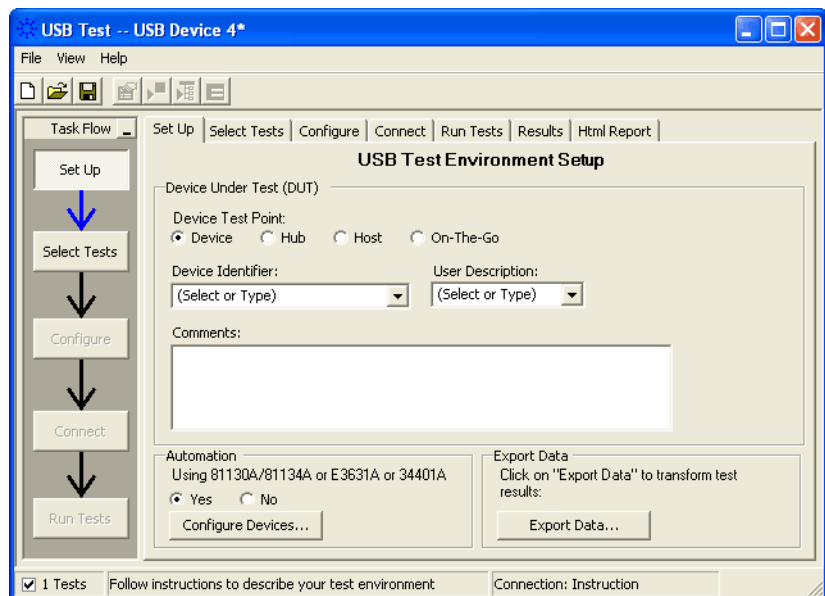 USB Test -- USB Device 4*
File View Help
Task Flow
Set Up
Select Tests
Configure
Connect
Run Tests
Set Up Select Tests Configure Connect Run Tests Results Html Report
USB Test Environment Setup
Device Under Test (DUT)
Device Test Point:
Device Hub Host On-The-Go
Device Identifier: User Description:
(Select or Type) (Select or Type)
Comments:
Automation
Using 81130A/81134A or E3631A or 34401A
Yes No
Configure Devices...
Export Data
Click on "Export Data" to transform test
results:
Export Data...
1 Tests Follow instructions to describe your test environment Connection: Instruction